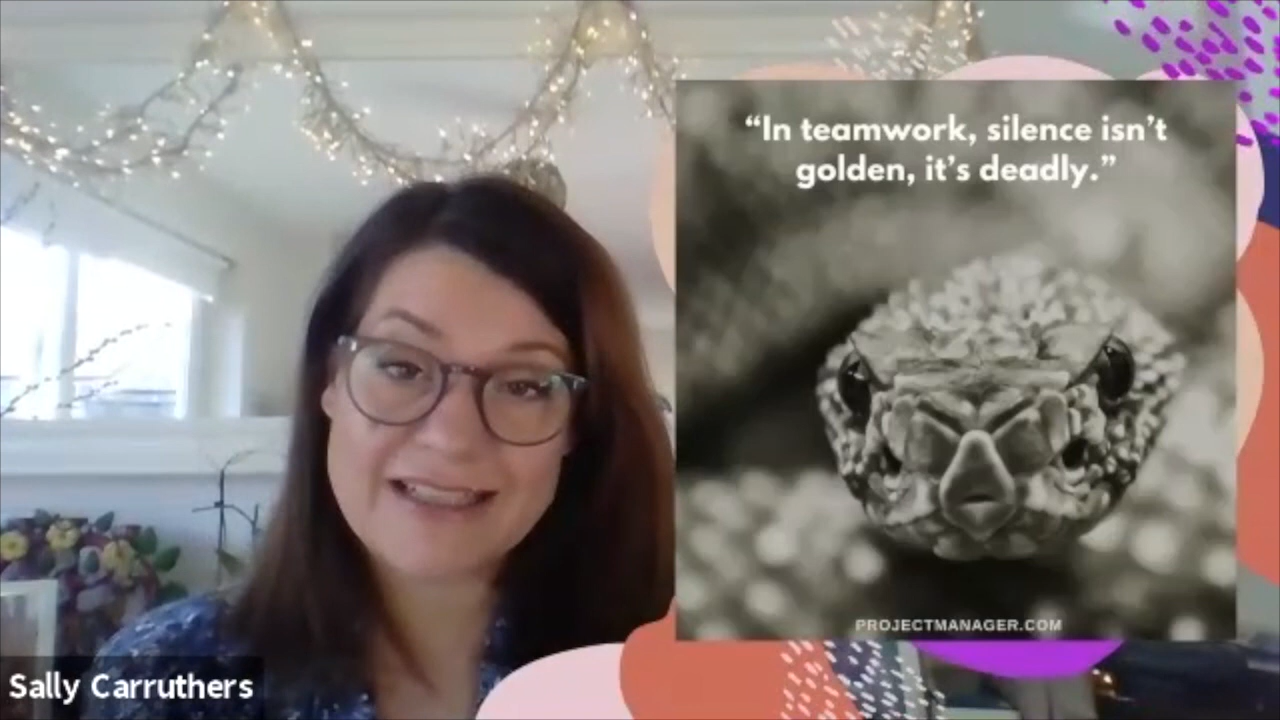 “In teamwork, silence isn’t
golden, it’s deadly.”
PROJECTMANAGER.COM
Sally Carruthers